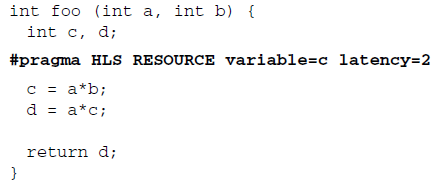 int foo (int a, int b) {
int c, d;
#pragma HLS RESOURCE variable=c latency=2
c = a*b;
d = a*c;
return d;
}